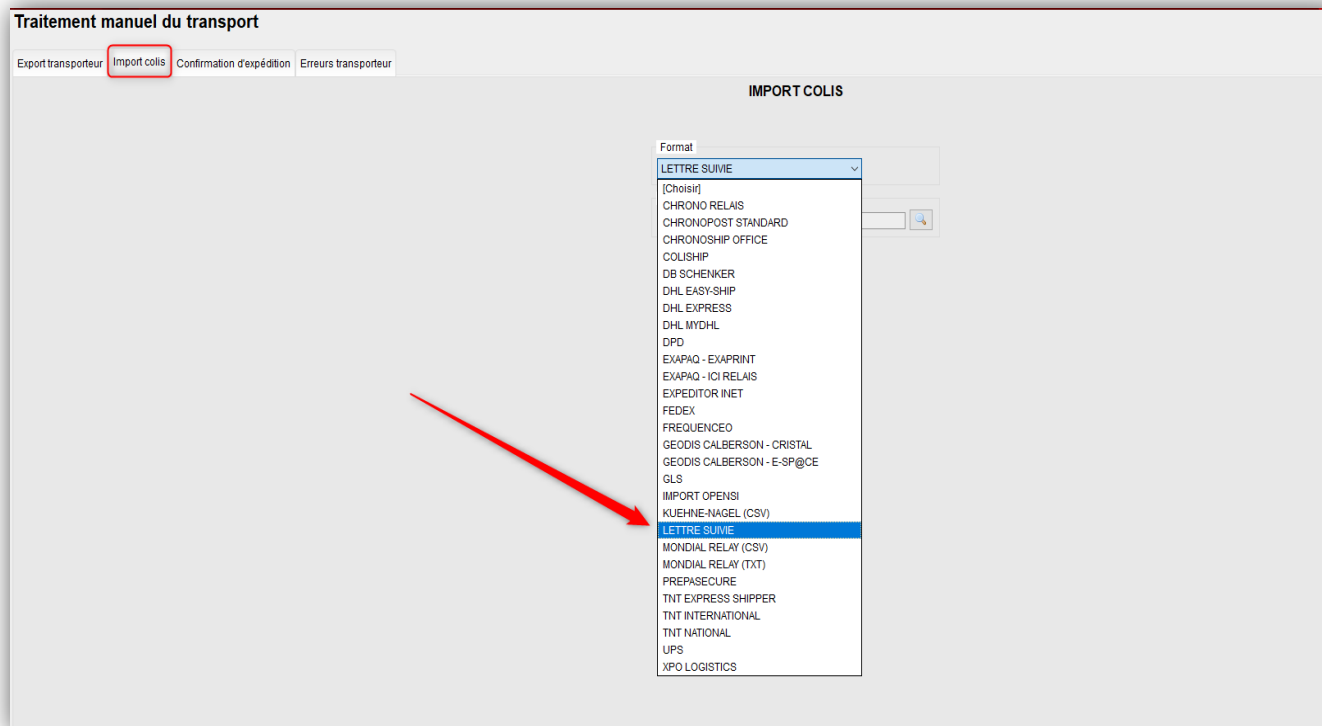 Traitement manuel du transport
Export transporteur Import colis Confirmation d'expédition Erreurs transporteur
IMPORT COLIS
Format
LETTRE SUIVIE
[Choisir]
CHRONO RELAIS
CHRONOPOST STANDARD
CHRONOSHIP OFFICE
COLISHIP
DB SCHENKER
DHL EASY-SHIP
DHL EXPRESS
DHL MYDHL
DPD
EXAPAQ - EXAPRINT
EXAPAQ - ICI RELAIS
EXPEDITOR INET
FEDEX
FREQUENCEO
GEODIS CALBERSON - CRISTAL
GEODIS CALBERSON - E-SP@CE
GLS
IMPORT OPENSI
KUEHNE-NAGEL (CSV)
LETTRE SUIVIE
MONDIAL RELAY (CSV)
MONDIAL RELAY (TXT)
PREPASECURE
TNT EXPRESS SHIPPER
TNT INTERNATIONAL
TNT NATIONAL
UPS
XPO LOGISTICS